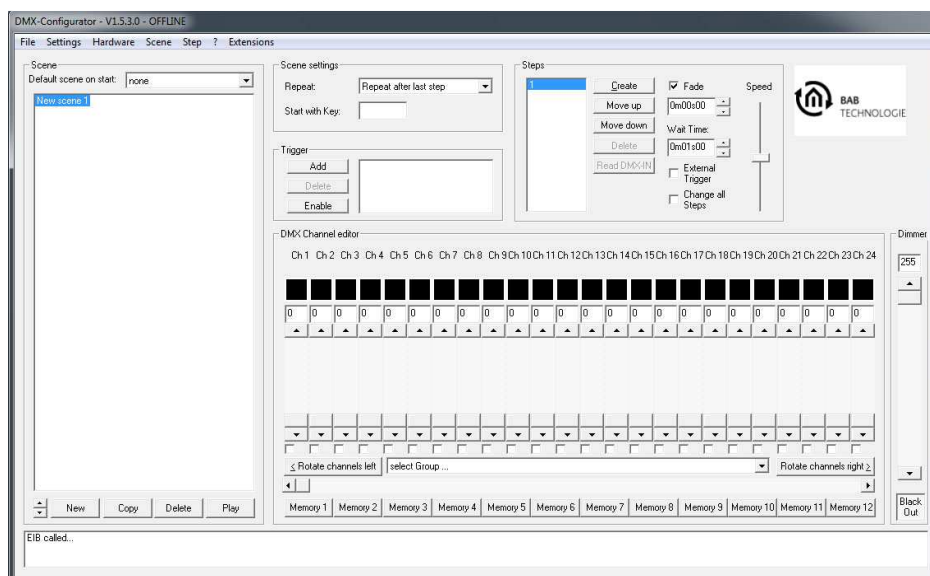 DMX-Configurator - V1.5.3.0 - OFFLINE
File Settings Hardware Scene Step ? Extensions
Scene
Default scene on start: none
New scene 1
New Copy Delete Play
Scene settings
Repeat: Repeat after last step
Start with Key:
Trigger
Add
Delete
Enable
Steps
1
Create
Move up
Move down
Delete
Read DMX-IN
Fade
0m00s00
Wait Time:
0m01s00
External
Trigger
Change all
Steps
Speed
BAB
TECHNOLOGIE
DMX Channel editor
Ch 1 Ch 2 Ch 3 Ch 4 Ch 5 Ch 6 Ch 7 Ch 8 Ch 9 Ch 10 Ch 11 Ch 12 Ch 13 Ch 14 Ch 15 Ch 16 Ch 17 Ch 18 Ch 19 Ch 20 Ch 21 Ch 22 Ch 23 Ch 24
0 0 0 0 0 0 0 0 0 0 0 0 0 0 0 0 0 0 0 0 0 0 0 0
< Rotate channels left select Group ... Rotate channels right >
Memory 1 Memory 2 Memory 3 Memory 4 Memory 5 Memory 6 Memory 7 Memory 8 Memory 9 Memory 10 Memory 11 Memory 12
Dimmer
255
Black
Out
EIB called...